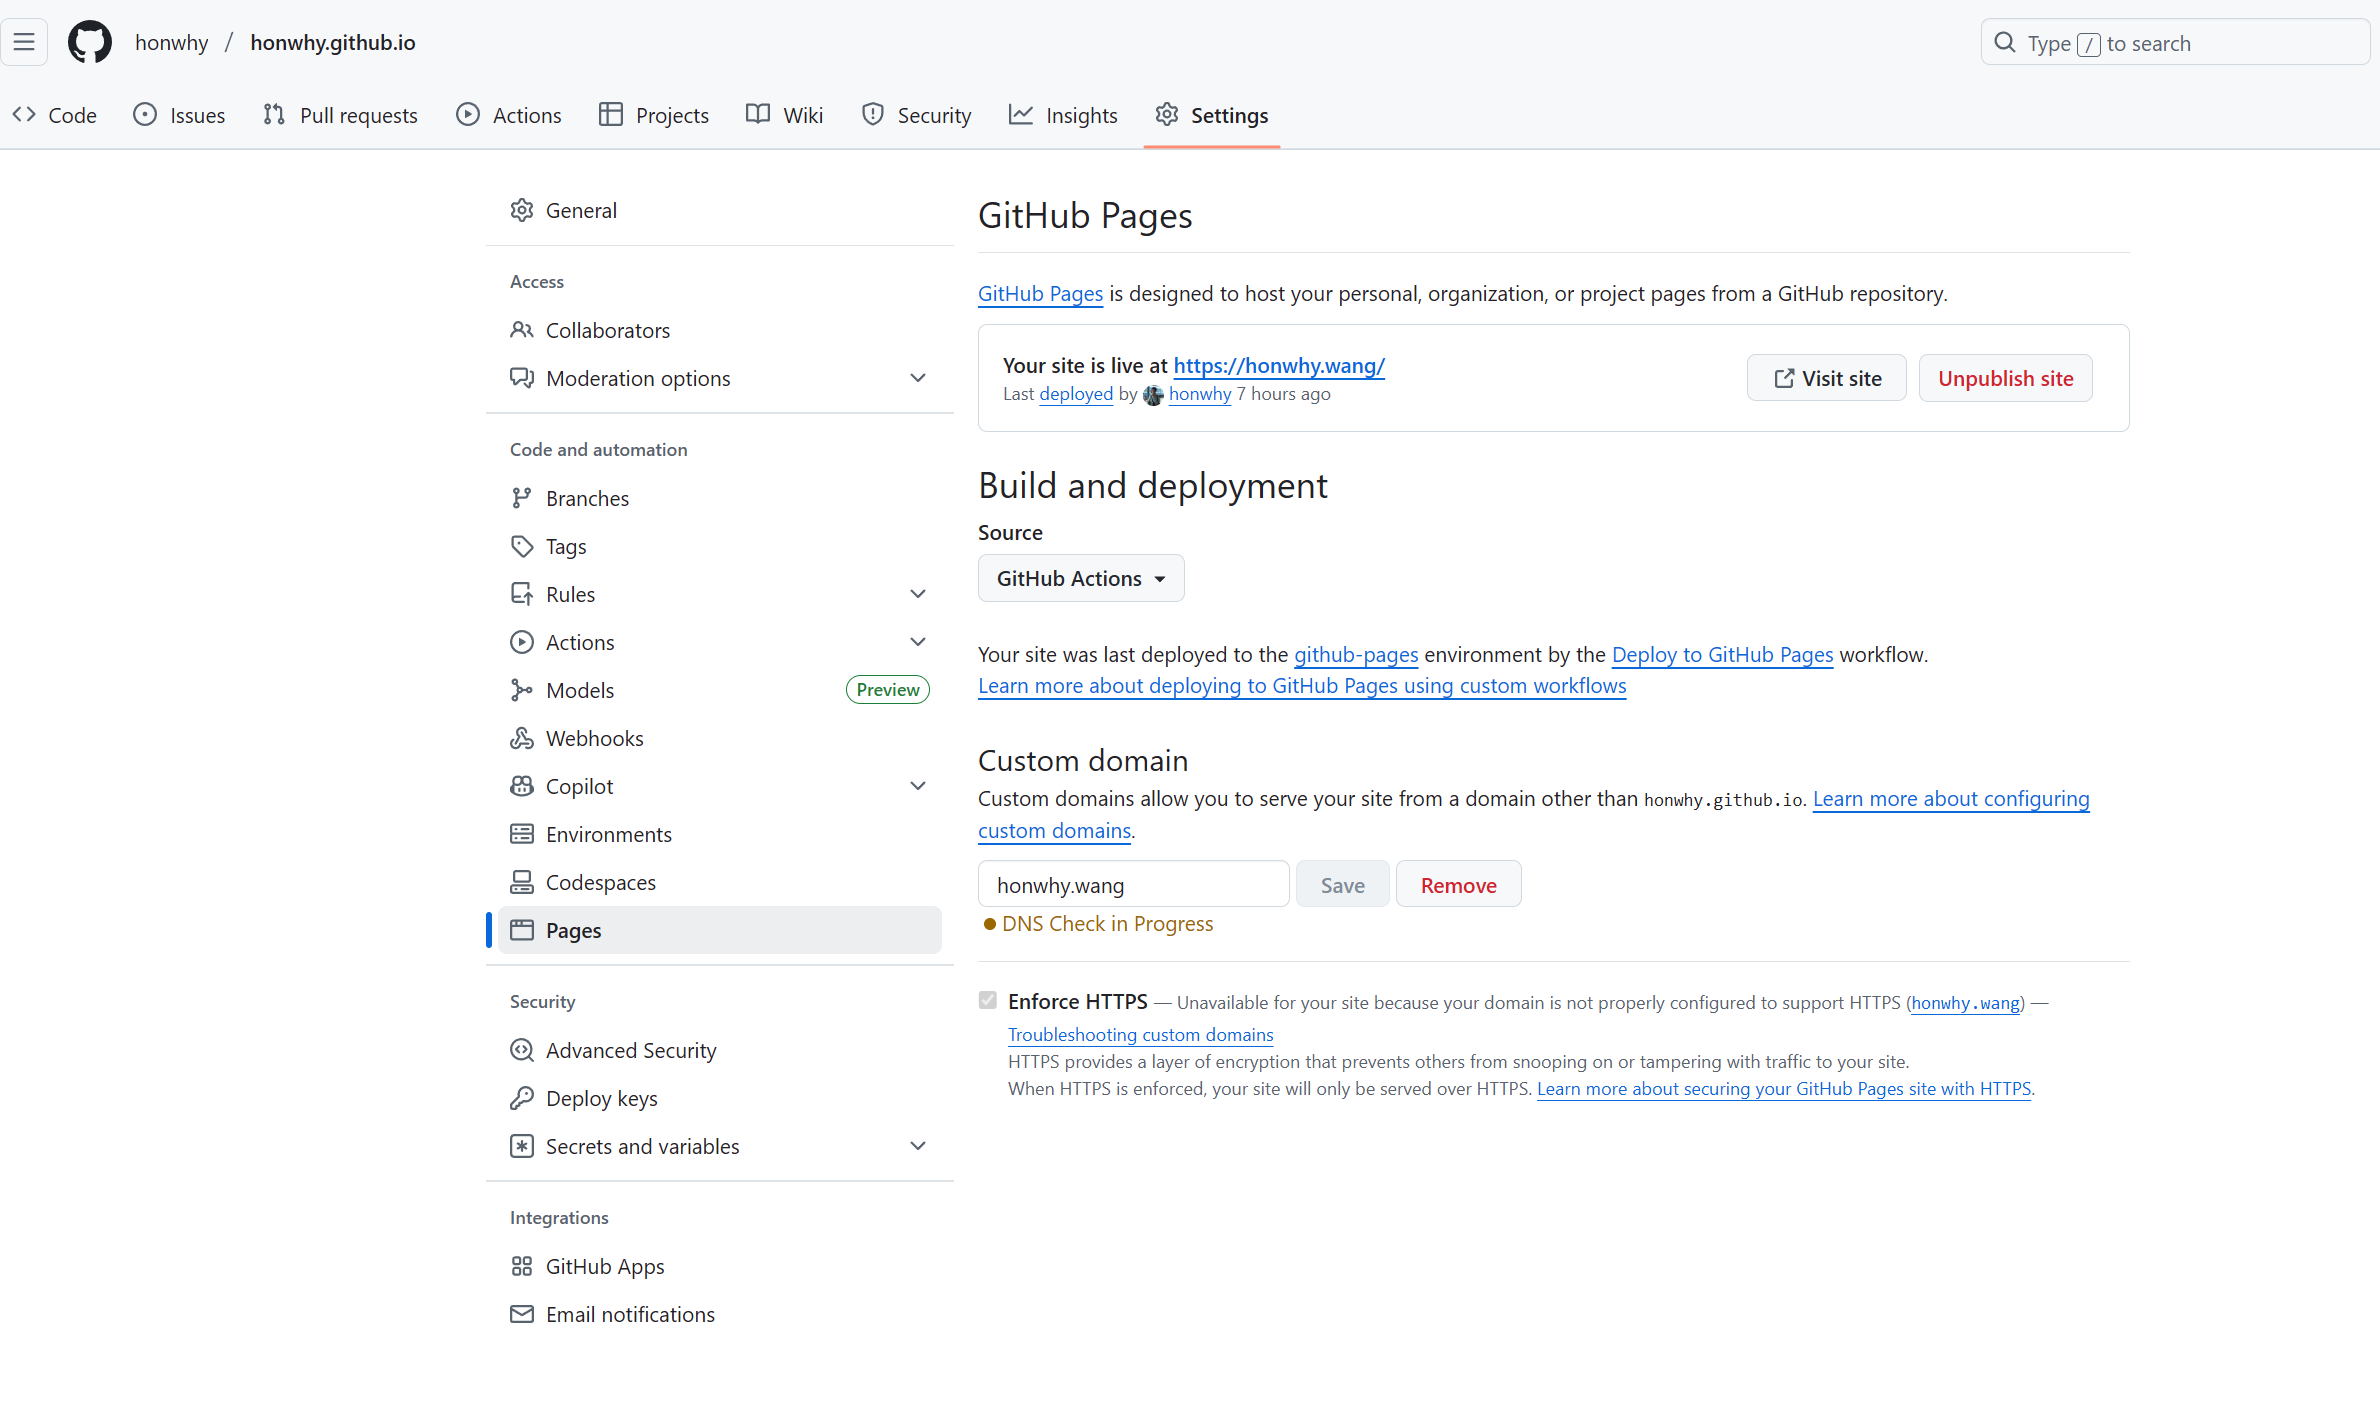 honwhy / honwhy.github.io
Type / to search
Code Issues Pull requests Actions Projects Wiki Security Insights Settings
General
Access
Collaborators
Moderation options
Code and automation
Branches
Tags
Rules
Actions
Models Preview
Webhooks
Copilot
Environments
Codespaces
Pages
Security
Advanced Security
Deploy keys
Secrets and variables
Integrations
GitHub Apps
Email notifications
GitHub Pages
GitHub Pages is designed to host your personal, organization, or project pages from a GitHub repository.
Your site is live at https://honwhy.wang/
Last deployed by honwhy 7 hours ago
Visit site Unpublish site
Build and deployment
Source
GitHub Actions
Your site was last deployed to the github-pages environment by the Deploy to GitHub Pages workflow.
Learn more about deploying to GitHub Pages using custom workflows
Custom domain
Custom domains allow you to serve your site from a domain other than honwhy.github.io. Learn more about configuring
custom domains.
honwhy.wang Save Remove
DNS Check in Progress
Enforce HTTPS — Unavailable for your site because your domain is not properly configured to support HTTPS (honwhy.wang) —
Troubleshooting custom domains
HTTPS provides a layer of encryption that prevents others from snooping on or tampering with traffic to your site.
When HTTPS is enforced, your site will only be served over HTTPS. Learn more about securing your GitHub Pages site with HTTPS.